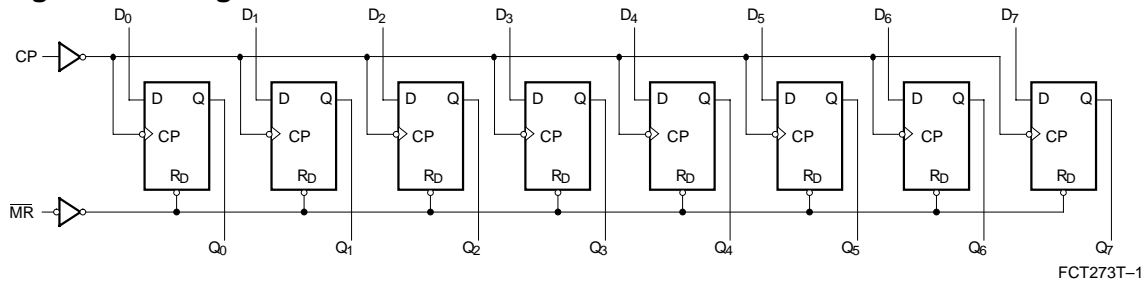 D0 D1 D2 D3 D4 D5 D6 D7
CP
D Q D Q D Q D Q D Q D Q D Q D Q
CP CP CP CP CP CP CP CP
RD RD RD RD RD RD RD RD
MR
Q0 Q1 Q2 Q3 Q4 Q5 Q6 Q7
FCT273T–1